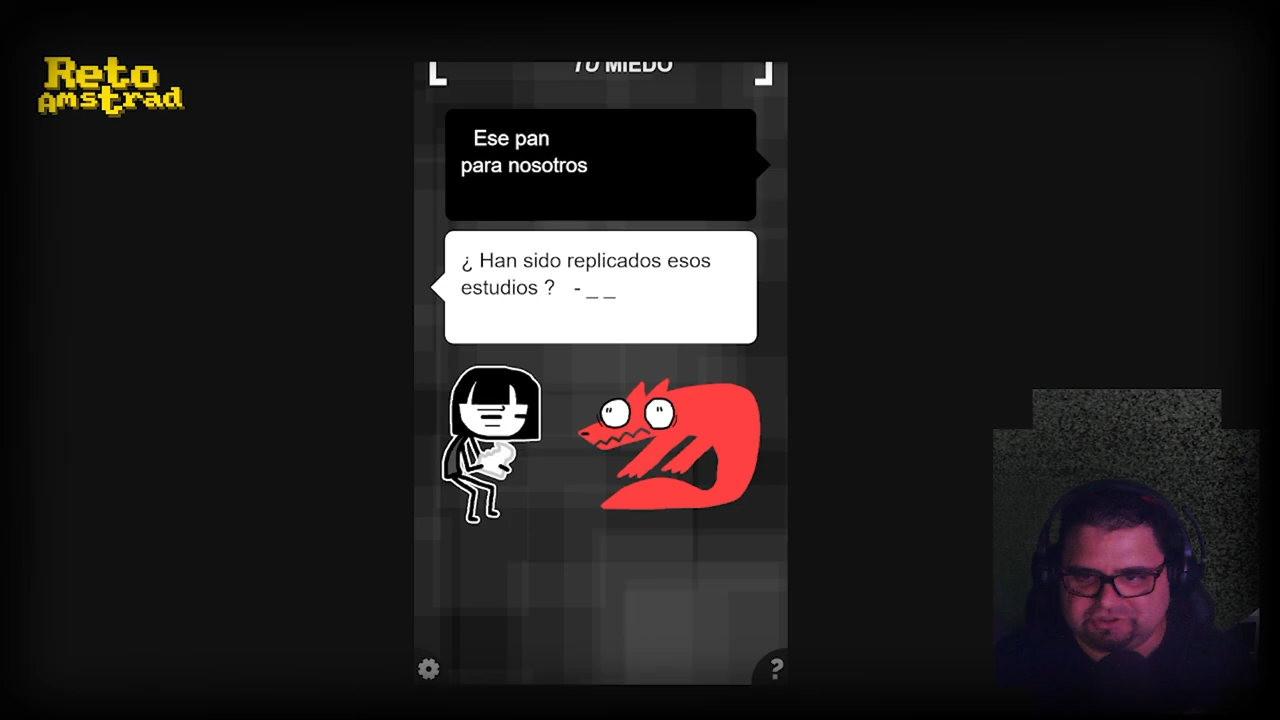 Reto
Amstrad
TU MIEDO
Ese pan
para nosotros
¿ Han sido replicados esos
estudios ? - _ _
?